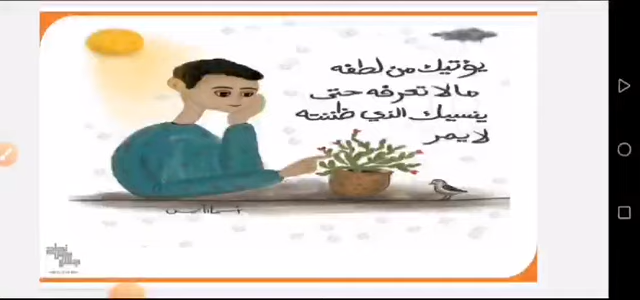 يؤتيك من لطفه
ما لا تعرفه حتى
ينسيك الذي ظننته
لا يمر